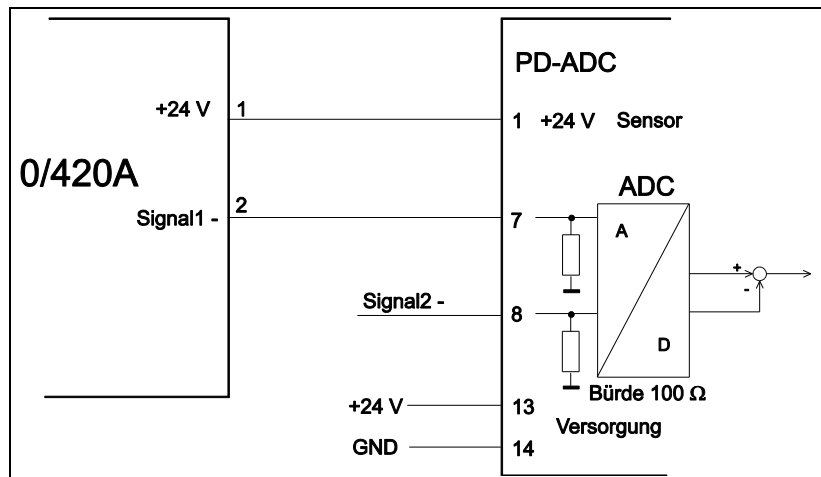 PD-ADC
+24 V 1 1 +24 V Sensor
0/420A
ADC
Signal1 - 2 7 A
Signal2 - 8
+ -
D
Bürde 100 Ω
+24 V 13
Versorgung
GND 14